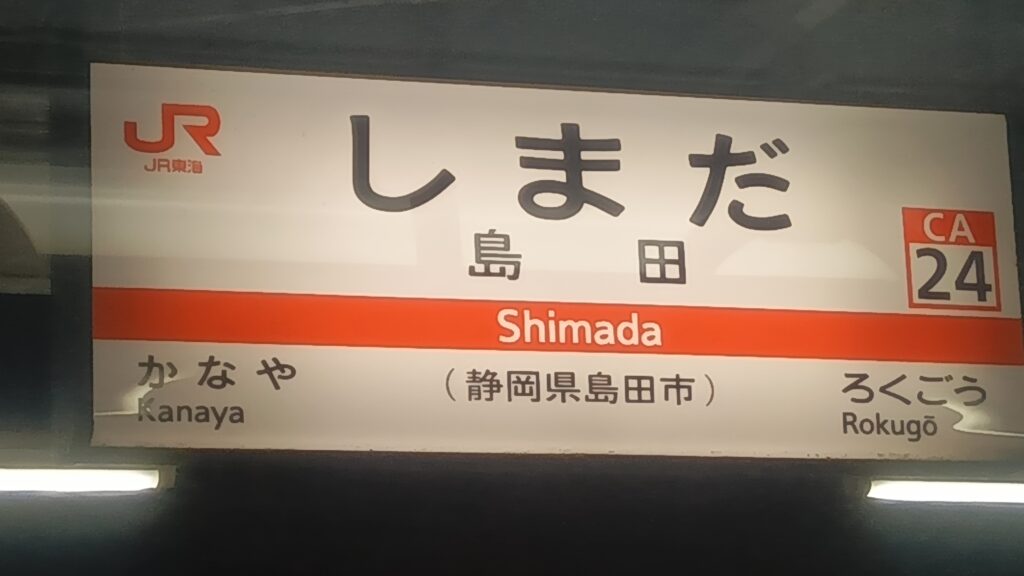 JR
JR東海
しまだ
島田
CA
24
Shimada
かなや
Kanaya
(静岡県島田市)
ろくごう
Rokugō